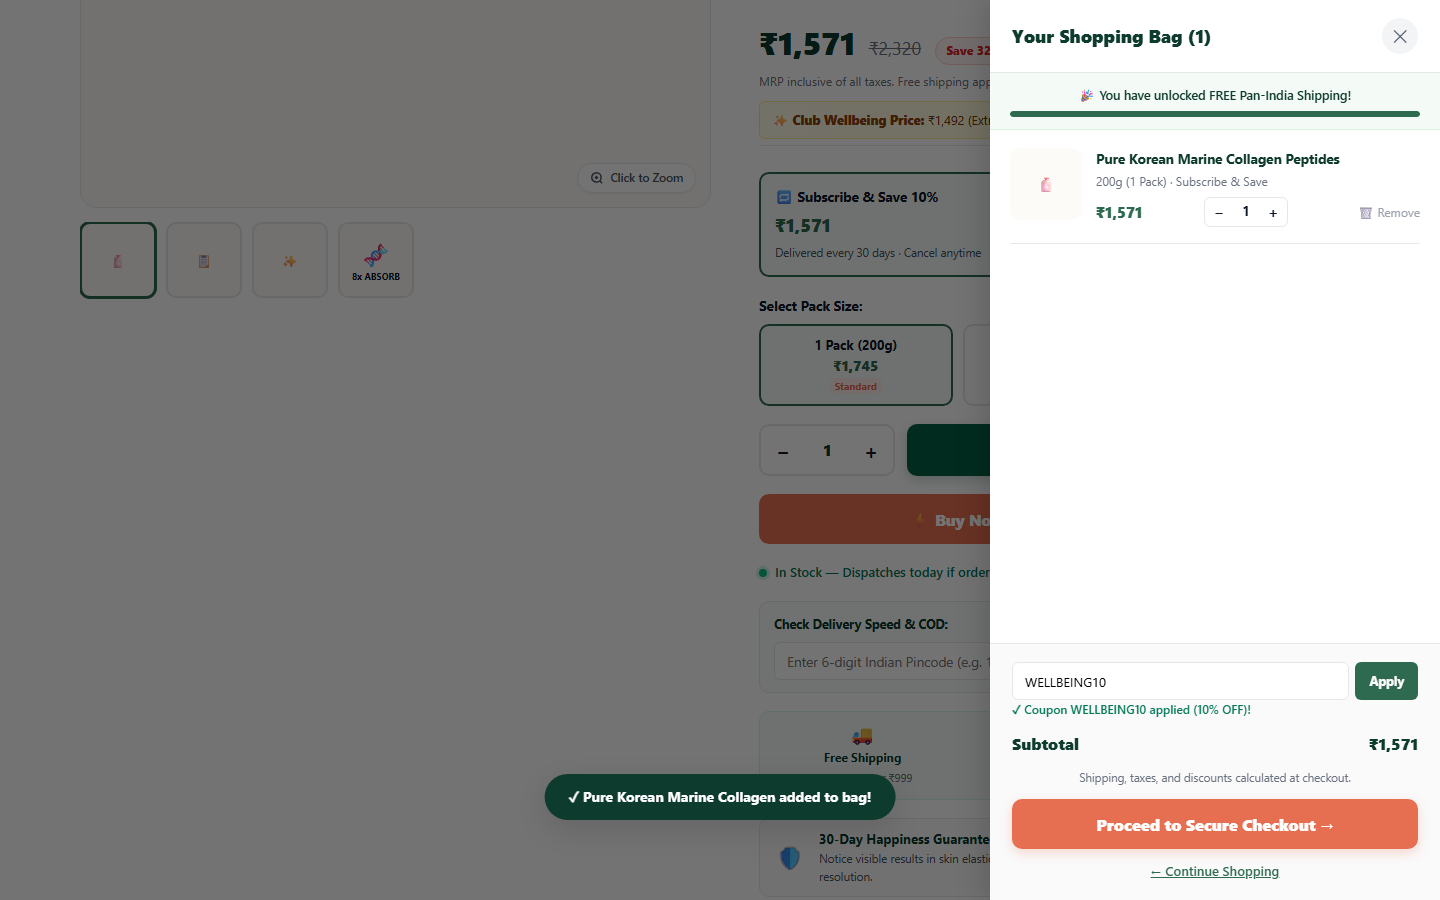 ₹1,571 ₹2,320 Save 32
MRP inclusive of all taxes. Free shipping app
✨ Club Wellbeing Price: ₹1,492 (Ext
Click to Zoom
8x ABSORB
🔁 Subscribe & Save 10%
₹1,571
Delivered every 30 days · Cancel anytime
Select Pack Size:
1 Pack (200g)
₹1,745
Standard
− 1 +
Buy No
In Stock — Dispatches today if order
Check Delivery Speed & COD:
Enter 6-digit Indian Pincode (e.g. 1
Free Shipping
₹999
✓ Pure Korean Marine Collagen added to bag!
30-Day Happiness Guarante
Notice visible results in skin elasti
resolution.
Your Shopping Bag (1)
🎉 You have unlocked FREE Pan-India Shipping!
Pure Korean Marine Collagen Peptides
200g (1 Pack) · Subscribe & Save
₹1,571 − 1 + 🗑 Remove
WELLBEING10 Apply
✓ Coupon WELLBEING10 applied (10% OFF)!
Subtotal ₹1,571
Shipping, taxes, and discounts calculated at checkout.
Proceed to Secure Checkout →
← Continue Shopping